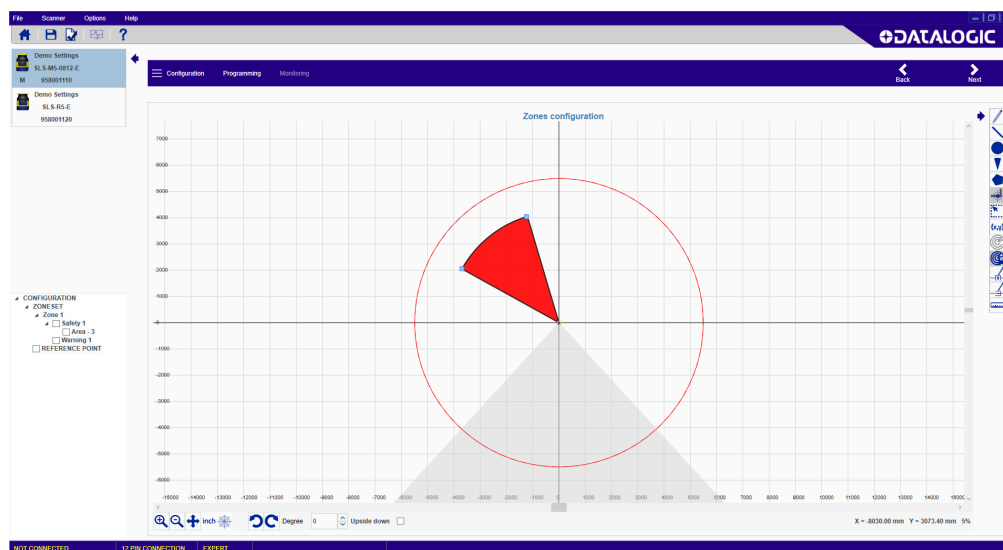 File Scanner Options Help
?
DATALOGIC
Demo Settings
SLS-M5-0812-E
M 958001110
Demo Settings
SLS-R5-E
958001120
Configuration Programming Monitoring Back Next
Zones configuration
7000
6000
5000
4000
3000
2000
1000
0
-1000
-2000
-3000
-4000
-5000
-6000
-15000 -14000 -13000 -12000 -11000 -10000 -9000 -8000 -7000 -6000 -5000 -4000 -3000 -2000 -1000 0 1000 2000 3000 4000 5000 6000 7000 8000 9000 10000 11000 12000 13000 14000 15000
CONFIGURATION
ZONESET
Zone 1
Safety 1
Area - 3
Warning 1
REFERENCE POINT
(x,y)
inch Degree 0 Upside down X = -8030.00 mm Y = 3073.40 mm 5%
NOT CONNECTED 12 PIN CONNECTION EXPERT